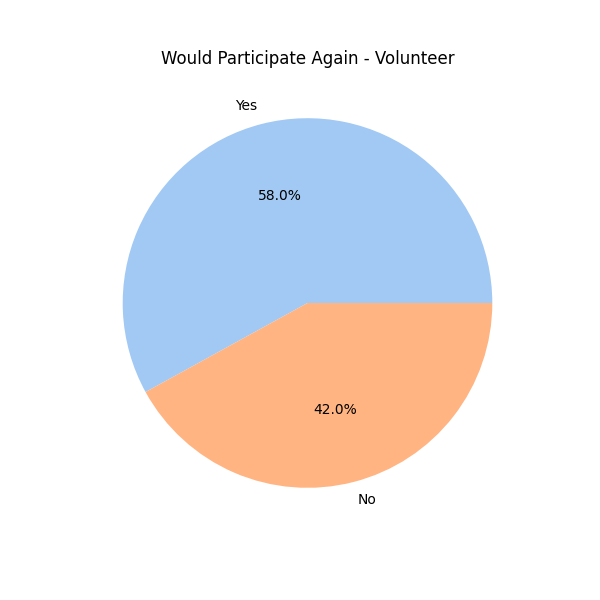 Would Participate Again - Volunteer
Yes
58.0%
42.0%
No